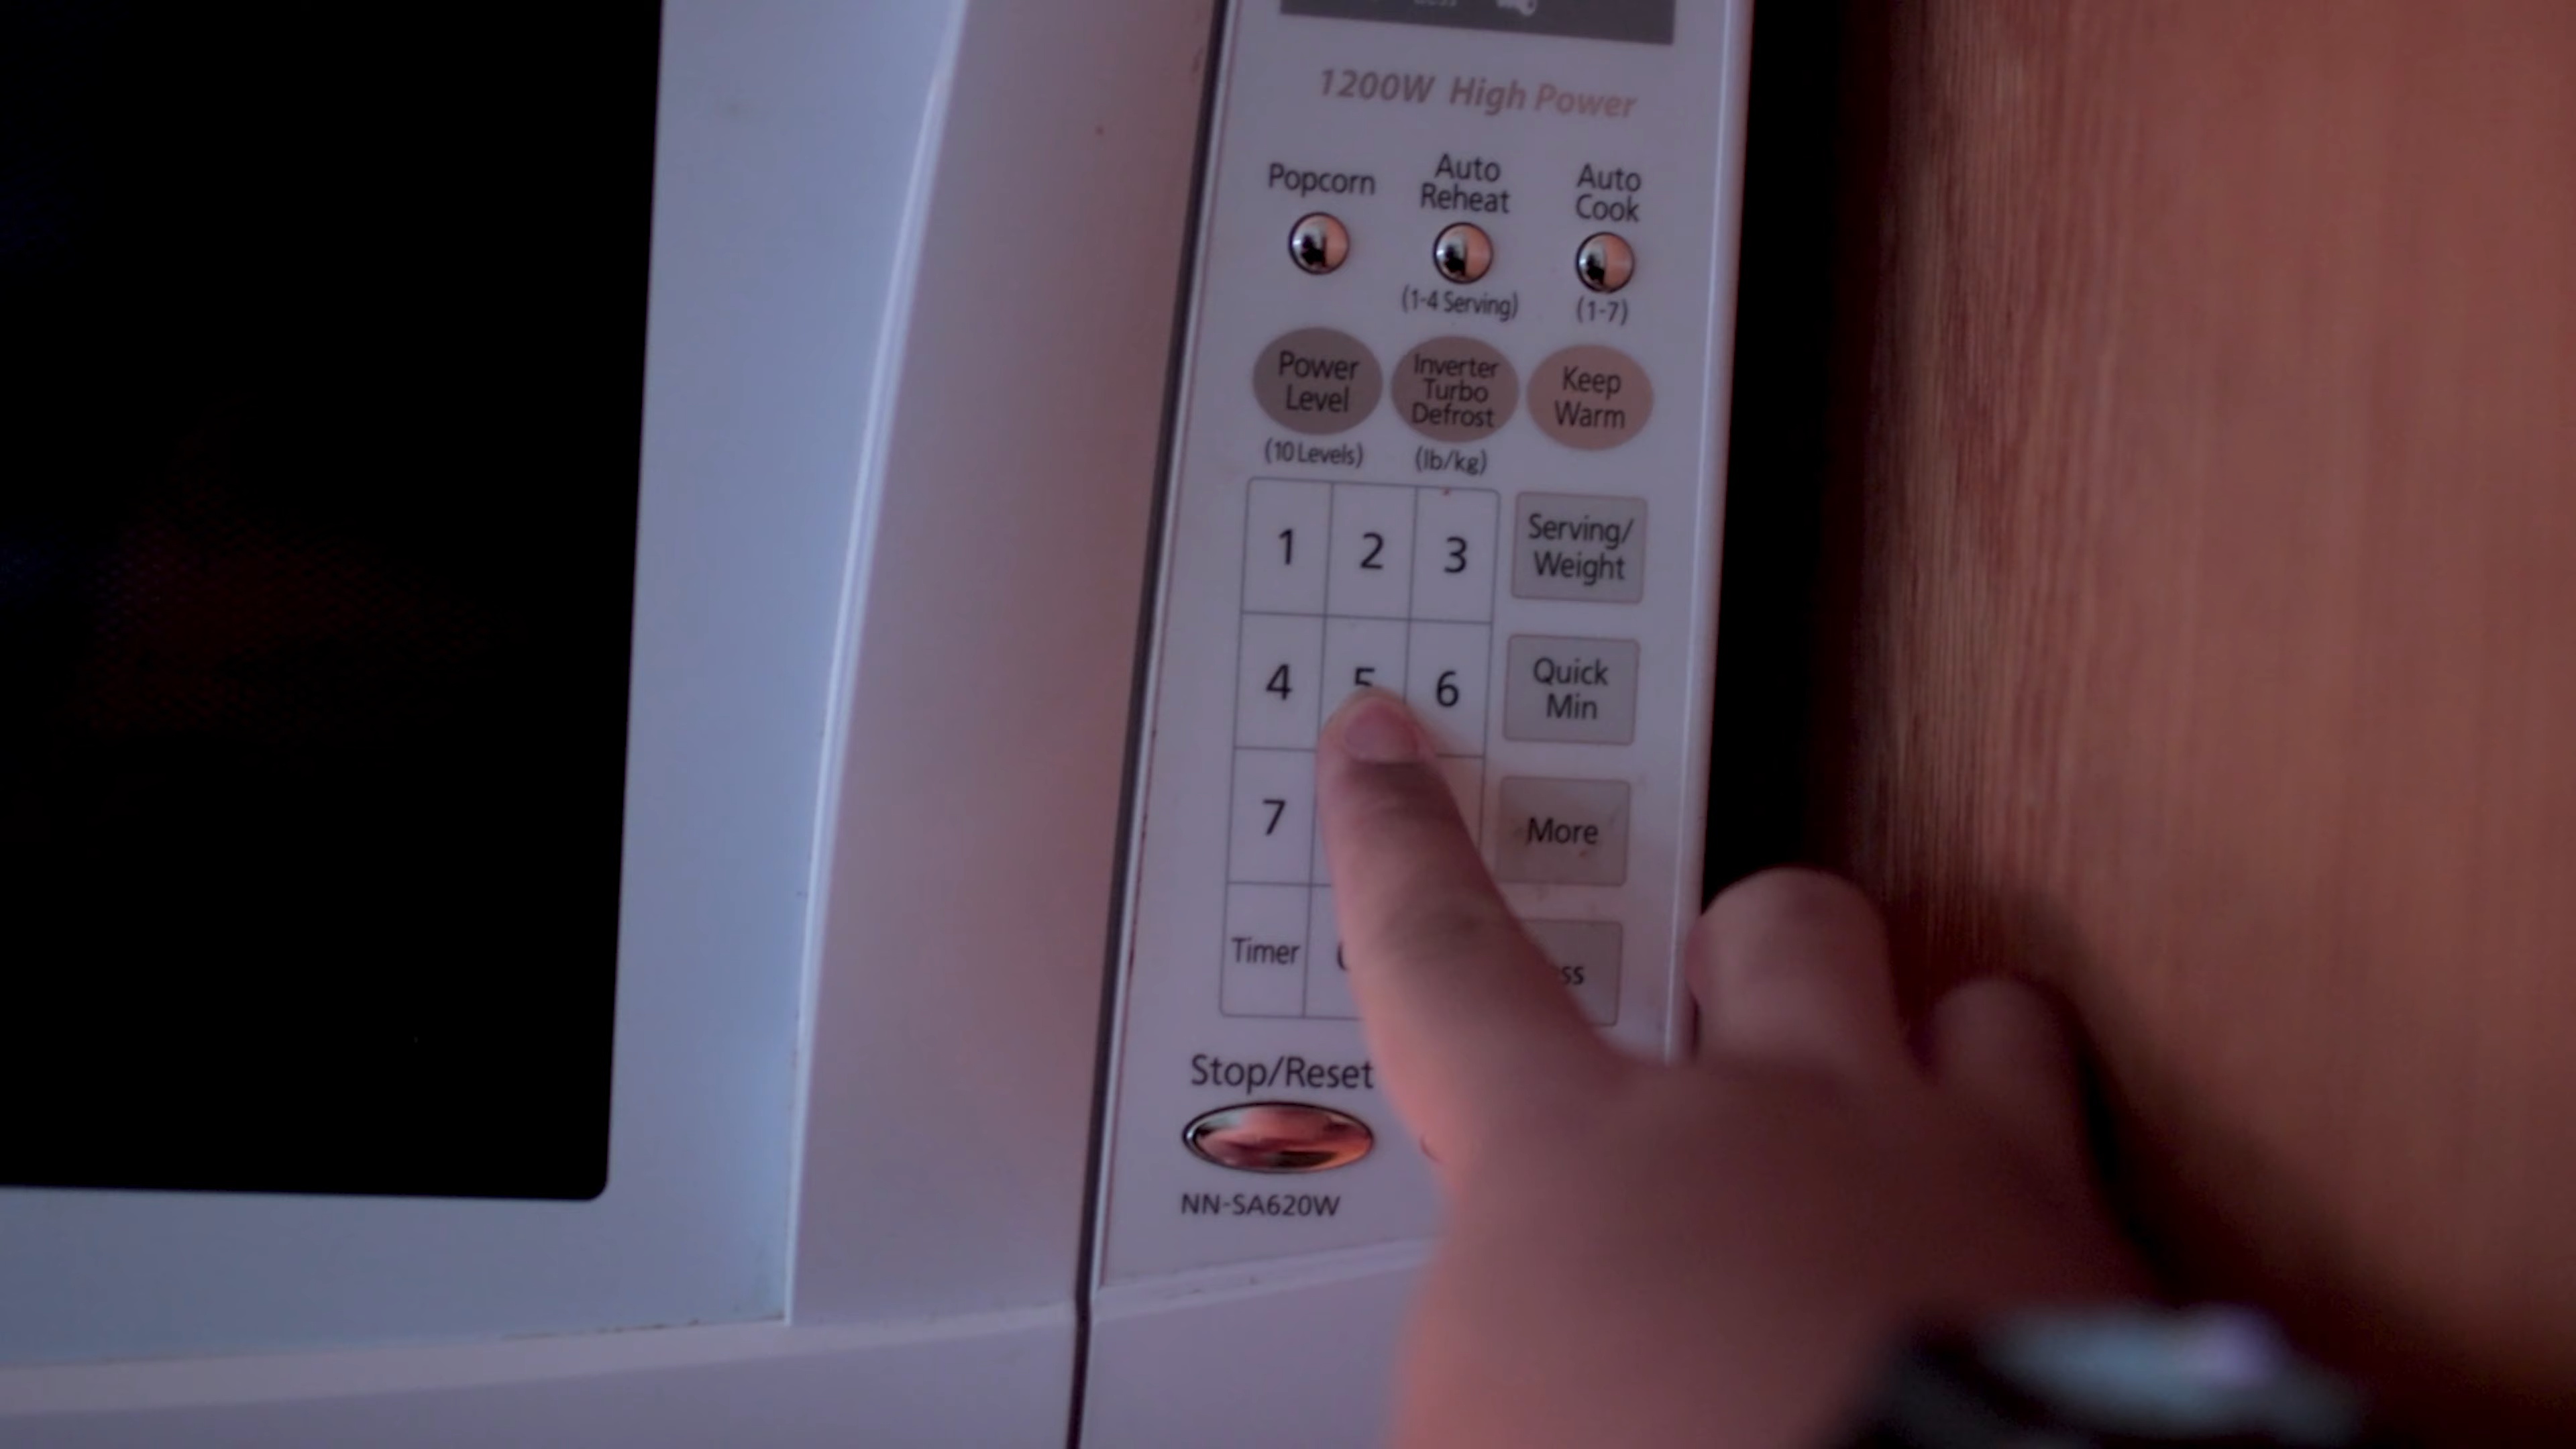 1200W High Power
Popcorn
Auto
Reheat
Auto
Cook
(1-4 Serving)
(1-7)
Power
Level
Inverter
Turbo
Defrost
Keep
Warm
(10 Levels)
(lb/kg)
1 2 3
Serving/
Weight
4 5 6
Quick
Min
7
More
Timer
Stop/Reset
NN-SA620W